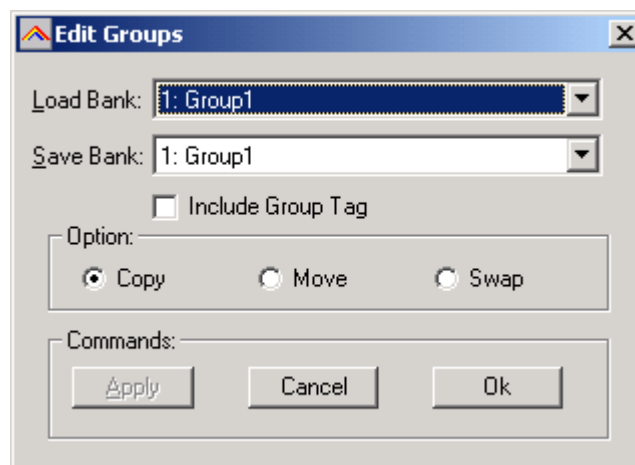 Edit Groups
Load Bank: 1: Group1
Save Bank: 1: Group1
Include Group Tag
Option:
Copy Move Swap
Commands:
Apply Cancel Ok